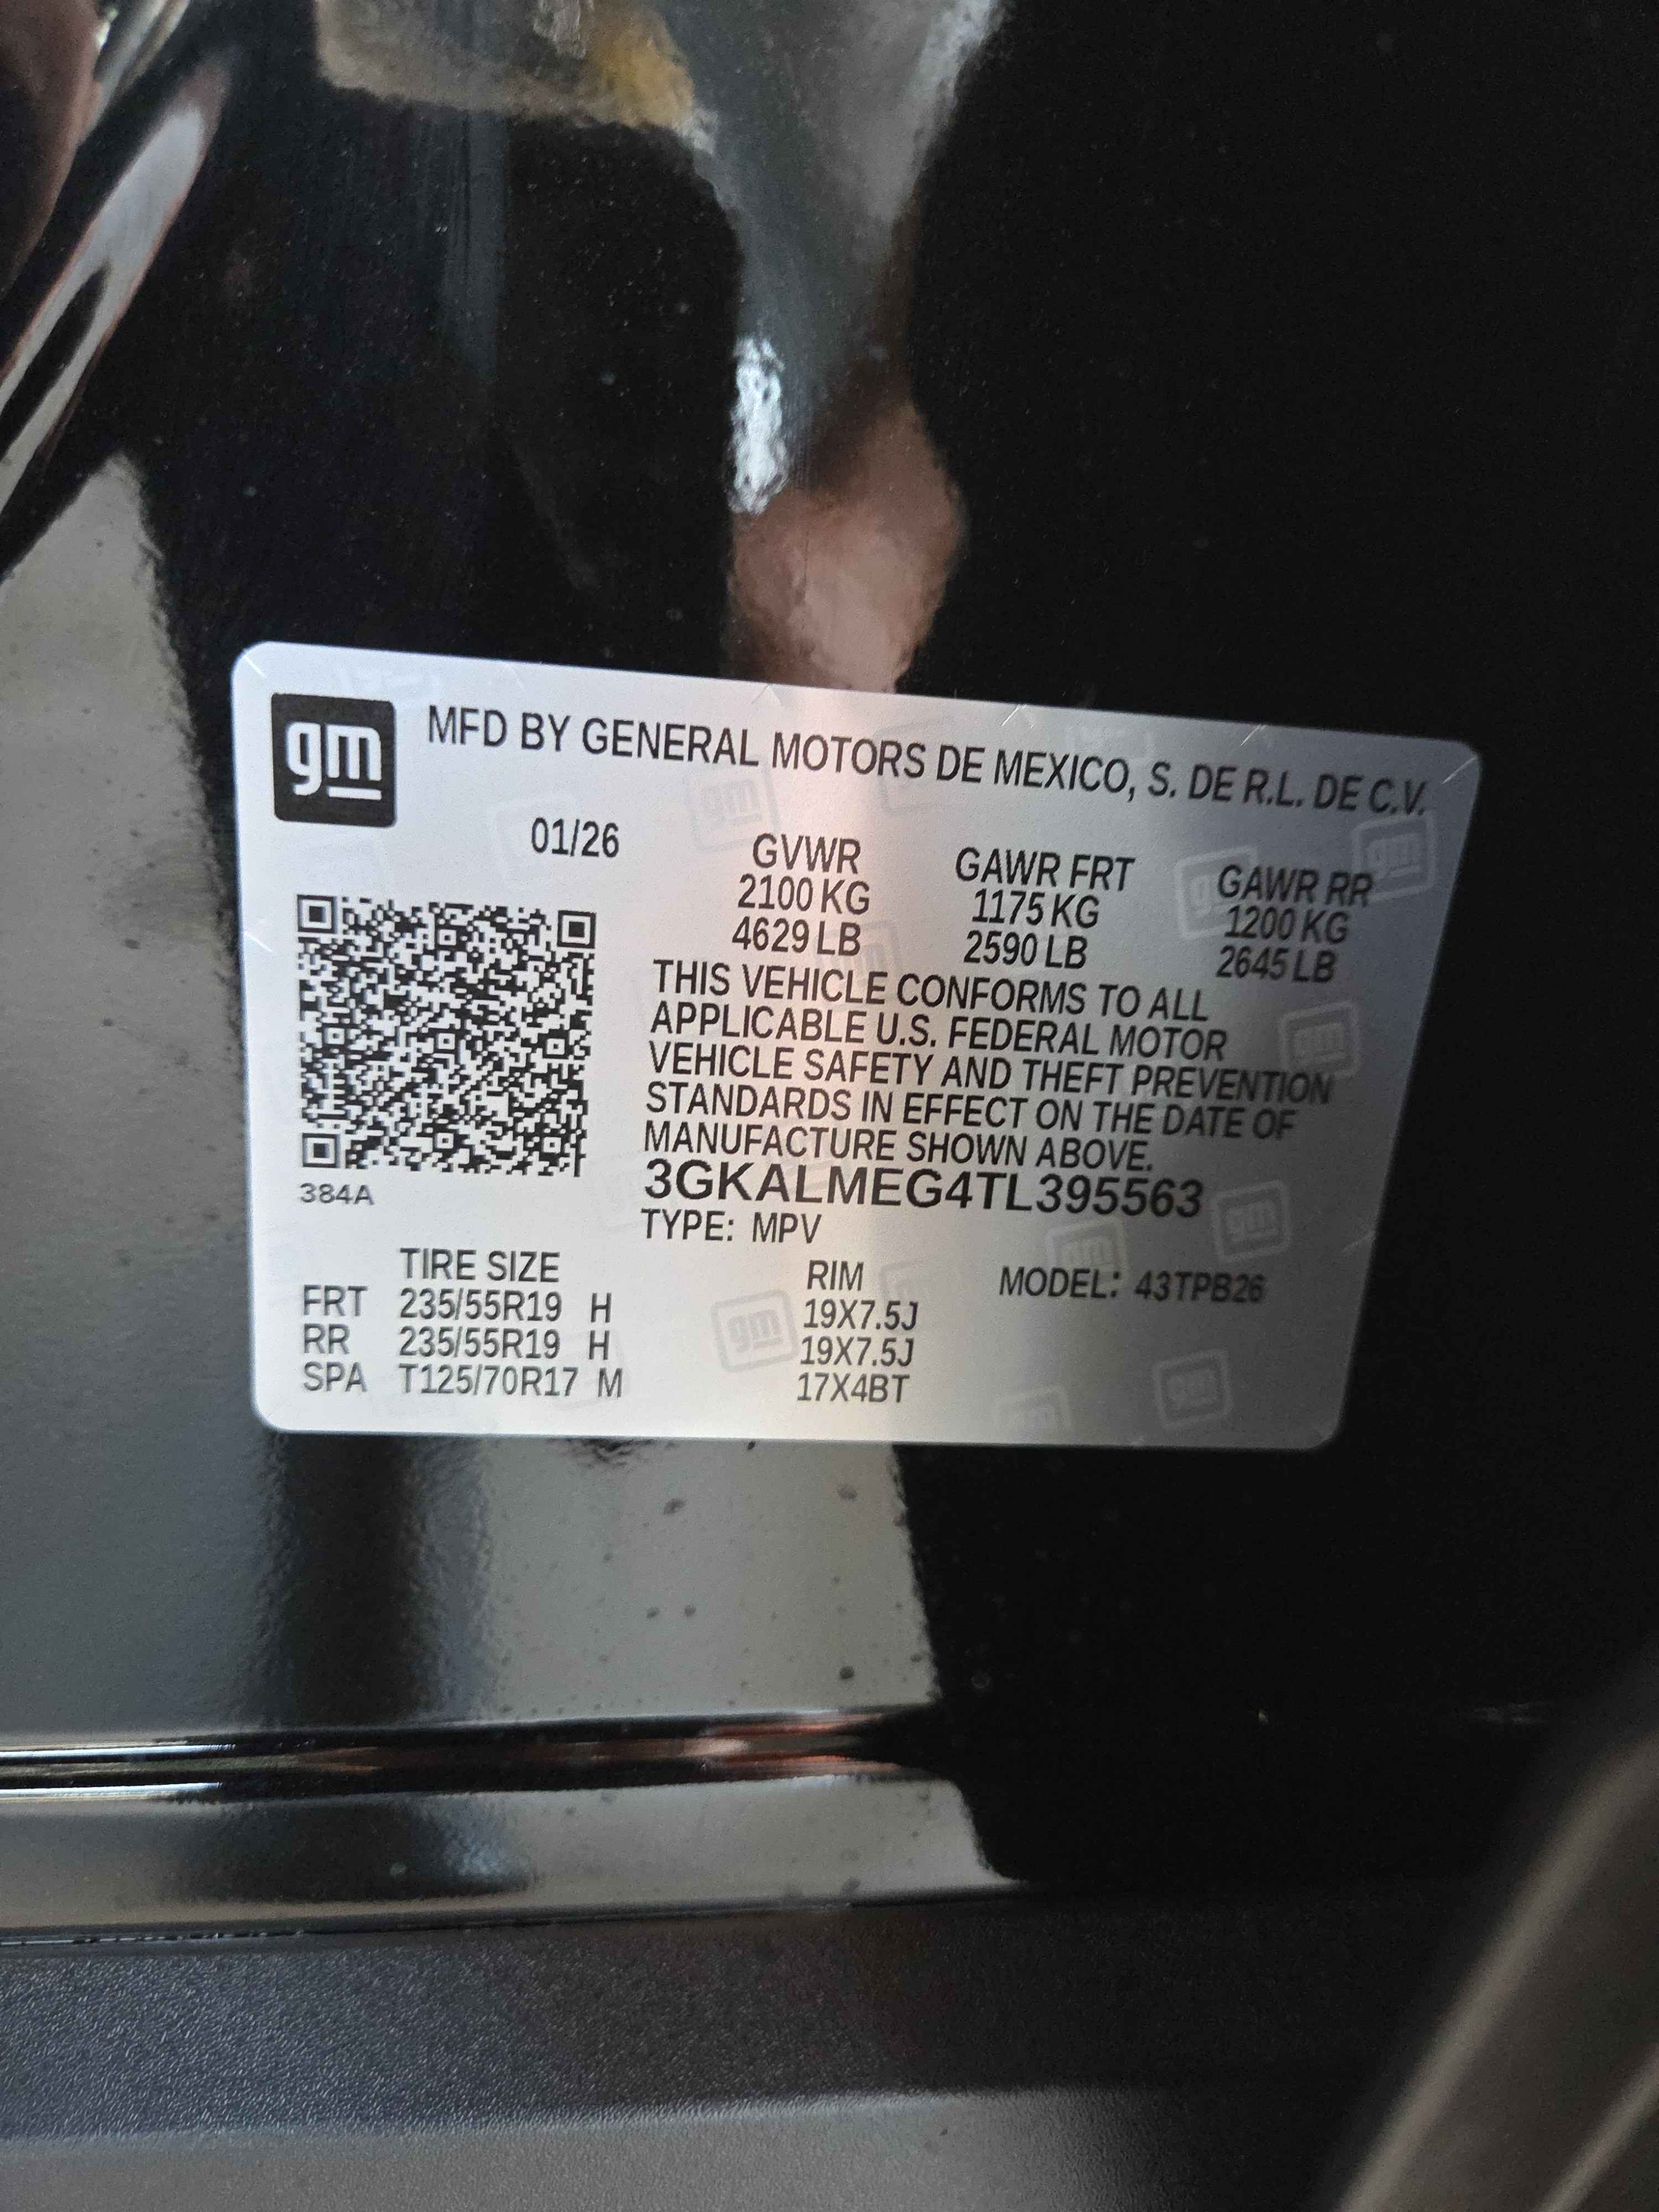 gm MFD BY GENERAL MOTORS DE MEXICO, S. DE R.L. DE C.V.
01/26
GVWR GAWR FRT GAWR RR
2100 KG 1175 KG 1200 KG
4629 LB 2590 LB 2645 LB
THIS VEHICLE CONFORMS TO ALL
APPLICABLE U.S. FEDERAL MOTOR
VEHICLE SAFETY AND THEFT PREVENTION
STANDARDS IN EFFECT ON THE DATE OF
MANUFACTURE SHOWN ABOVE.
384A
3GKALMEG4TL395563
TYPE: MPV
TIRE SIZE RIM MODEL: 43TPB26
FRT 235/55R19 H 19X7.5J
RR 235/55R19 H 19X7.5J
SPA T125/70R17 M 17X4BT